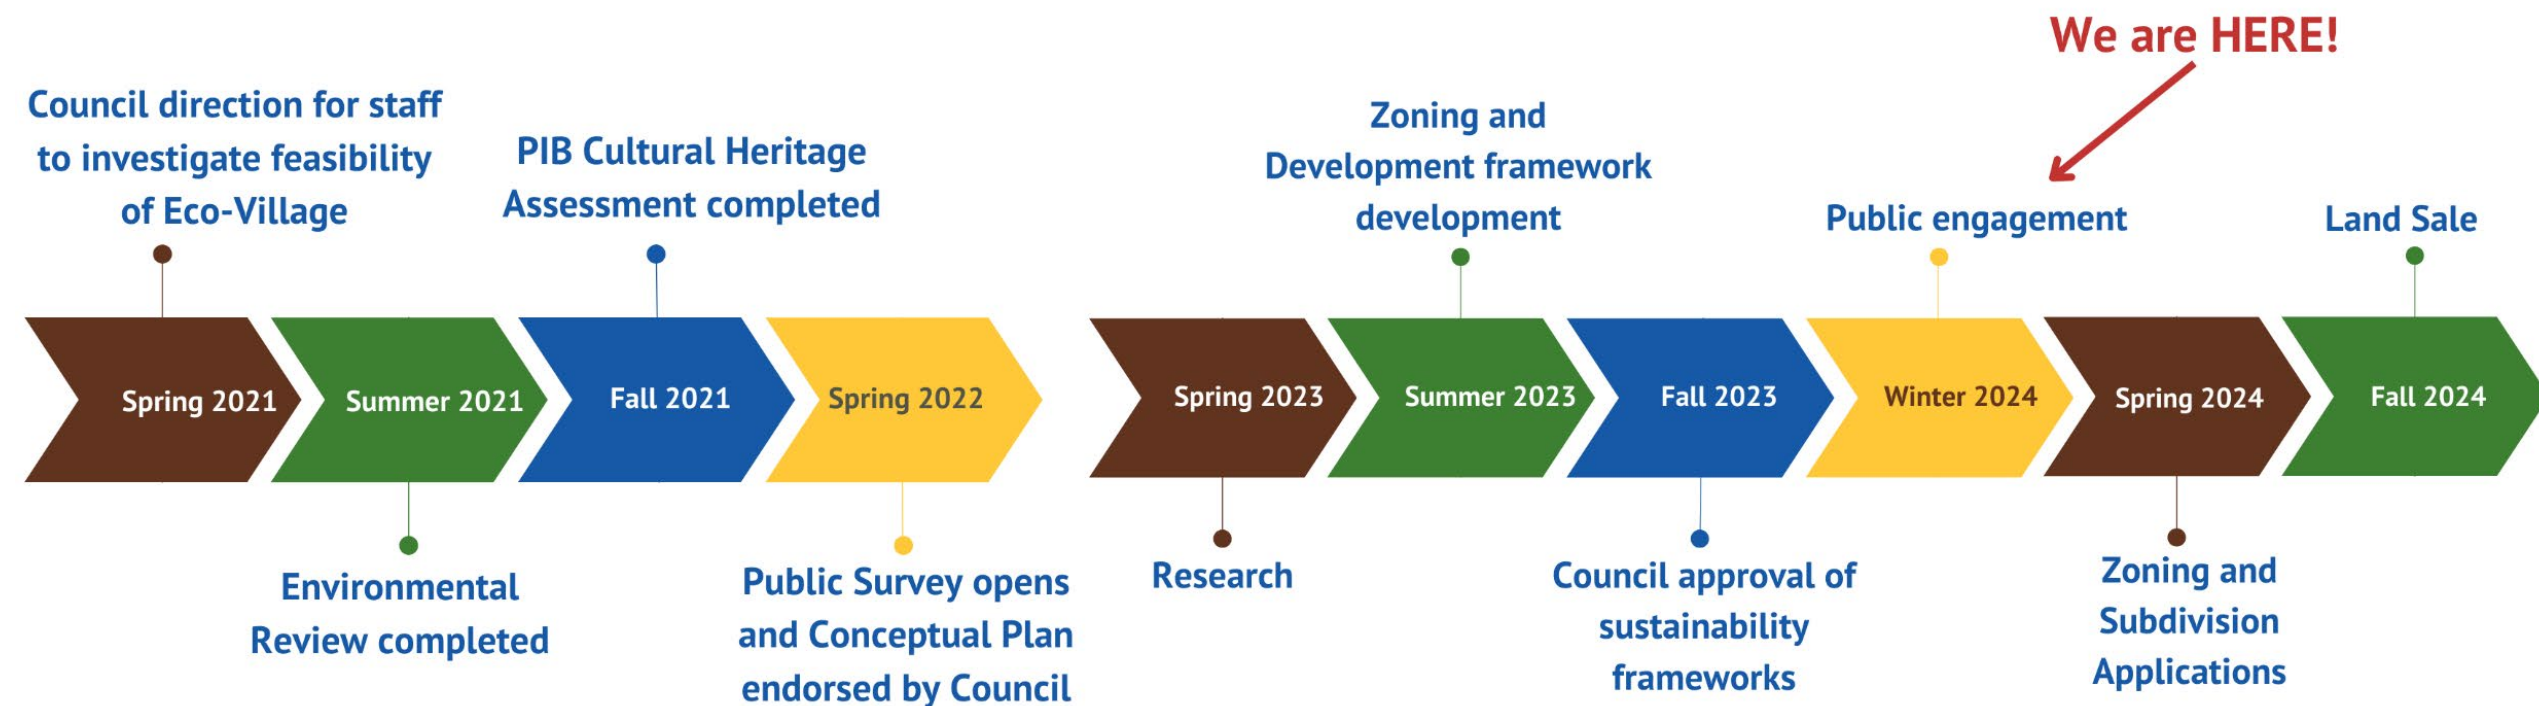 We are HERE!
Council direction for staff
to investigate feasibility
of Eco-Village
PIB Cultural Heritage
Assessment completed
Zoning and
Development framework
development
Public engagement
Land Sale
Spring 2021
Summer 2021
Fall 2021
Spring 2022
Spring 2023
Summer 2023
Fall 2023
Winter 2024
Spring 2024
Fall 2024
Environmental
Review completed
Public Survey opens
and Conceptual Plan
endorsed by Council
Research
Council approval of
sustainability
frameworks
Zoning and
Subdivision
Applications